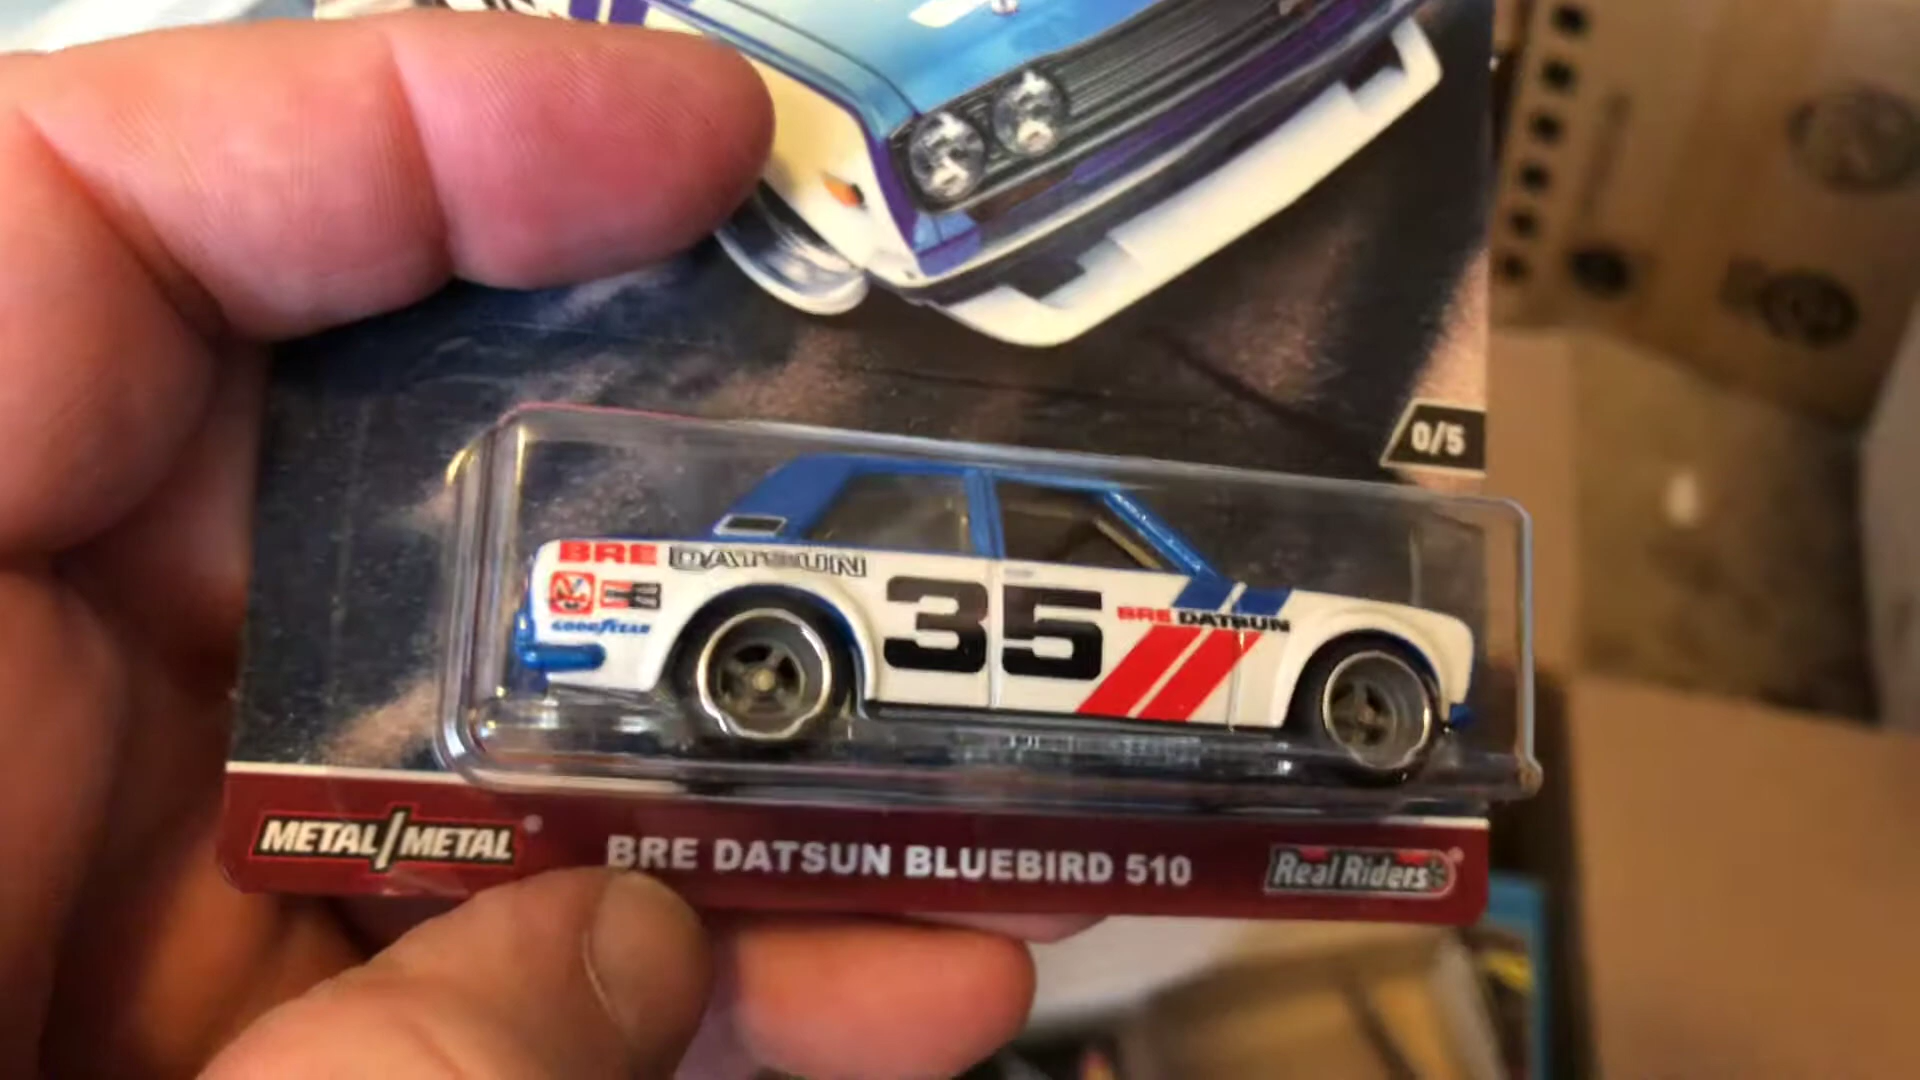 0/5
BRE DATSUN
GOODYEAR
35
BRE DATSUN
METAL/METAL®
BRE DATSUN BLUEBIRD 510
Real Riders®